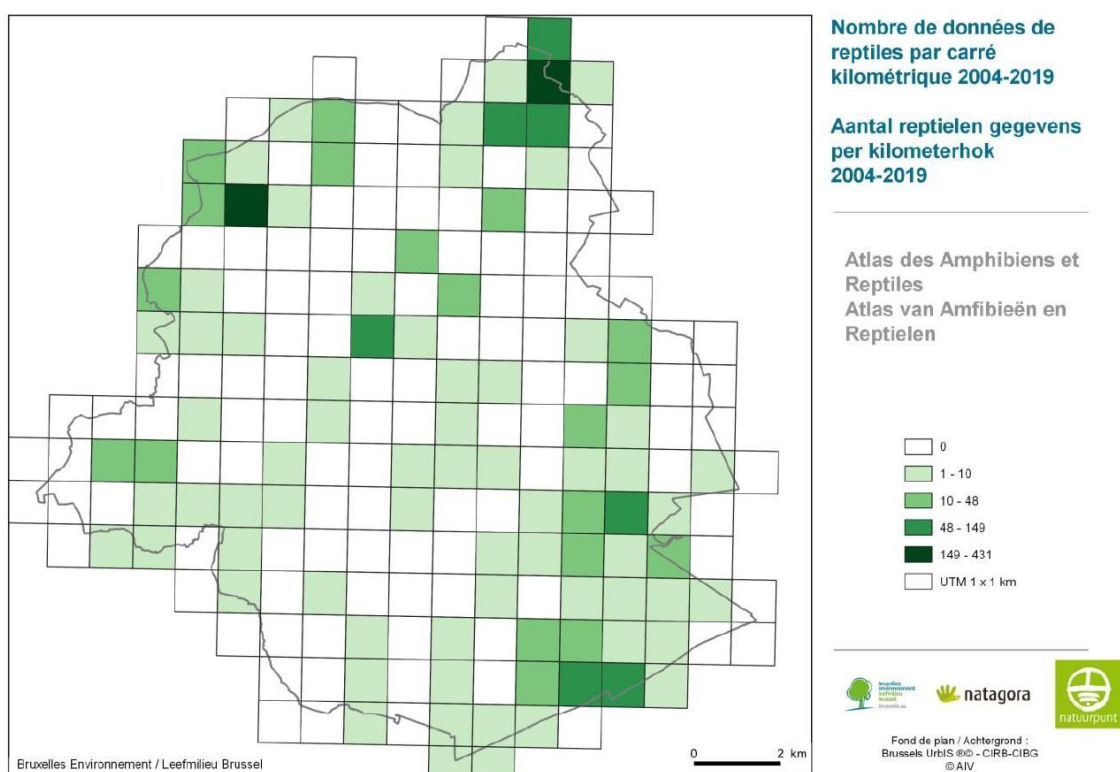 Nombre de données de
reptiles par carré
kilométrique 2004-2019
Aantal reptielen gegevens
per kilometerhok
2004-2019
Atlas des Amphibiens et
Reptiles
Atlas van Amfibieën en
Reptielen
0
1 - 10
10 - 48
48 - 149
149 - 431
UTM 1 x 1 km
natagora
natuurpunt
Fond de plan / Achtergrond :
Brussels UrbIS ®© - CIRB-CIBG
© AIV
0 2 km
Bruxelles Environnement / Leefmilieu Brussel